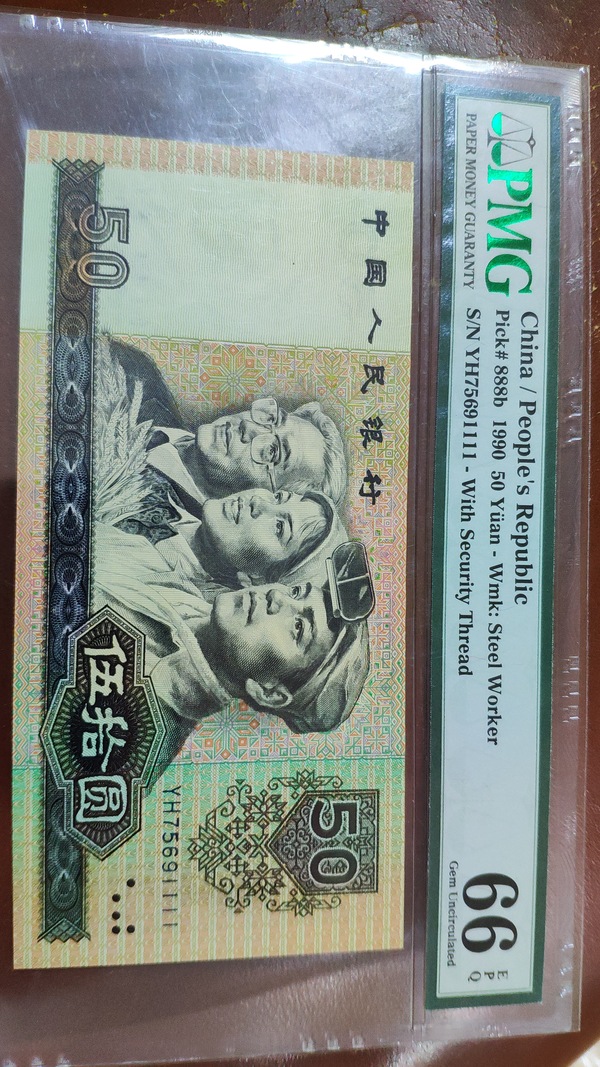 PMG
PAPER MONEY GUARANTY
China / People's Republic
Pick# 888b 1990 50 Yüan - Wmk: Steel Worker
S/N YH75691111 - With Security Thread
66 EPQ
Gem Uncirculated
中国人民银行
50
50
YH75691111
伍拾圆